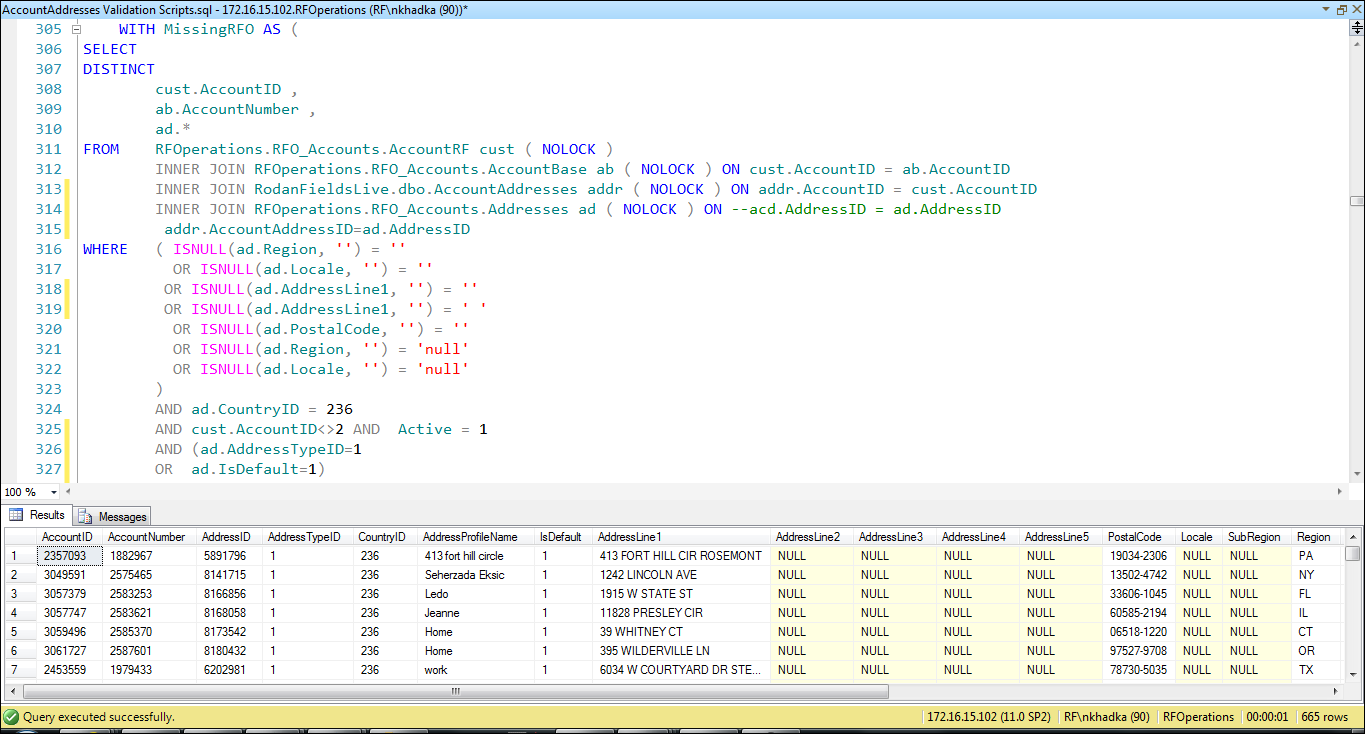 AccountAddresses Validation Scripts.sql - 172.16.15.102.RFOperations (RF\nkhadka (90))*
305 WITH MissingRFO AS (
306 SELECT
307 DISTINCT
308 cust.AccountID ,
309 ab.AccountNumber ,
310 ad.*
311 FROM RFOperations.RFO_Accounts.AccountRF cust ( NOLOCK )
312 INNER JOIN RFOperations.RFO_Accounts.AccountBase ab ( NOLOCK ) ON cust.AccountID = ab.AccountID
313 INNER JOIN RodanFieldsLive.dbo.AccountAddresses addr ( NOLOCK ) ON addr.AccountID = cust.AccountID
314 INNER JOIN RFOperations.RFO_Accounts.Addresses ad ( NOLOCK ) ON --acd.AddressID = ad.AddressID
315 addr.AccountAddressID=ad.AddressID
316 WHERE ( ISNULL(ad.Region, '') = ''
317 OR ISNULL(ad.Locale, '') = ''
318 OR ISNULL(ad.AddressLine1, '') = ''
319 OR ISNULL(ad.AddressLine1, '') = ' '
320 OR ISNULL(ad.PostalCode, '') = ''
321 OR ISNULL(ad.Region, '') = 'null'
322 OR ISNULL(ad.Locale, '') = 'null'
323 )
324 AND ad.CountryID = 236
325 AND cust.AccountID<>2 AND Active = 1
326 AND (ad.AddressTypeID=1
327 OR ad.IsDefault=1)
100 %
Results Messages
AccountID AccountNumber AddressID AddressTypeID CountryID AddressProfileName IsDefault AddressLine1 AddressLine2 AddressLine3 AddressLine4 AddressLine5 PostalCode Locale SubRegion Region
1 2357093 1882967 5891796 1 236 413 fort hill circle 1 413 FORT HILL CIR ROSEMONT NULL NULL NULL NULL 19034-2306 NULL NULL PA
2 3049591 2575465 8141715 1 236 Seherzada Eksic 1 1242 LINCOLN AVE NULL NULL NULL NULL 13502-4742 NULL NULL NY
3 3057379 2583253 8166856 1 236 Ledo 1 1915 W STATE ST NULL NULL NULL NULL 33606-1045 NULL NULL FL
4 3057747 2583621 8168058 1 236 Jeanne 1 11828 PRESLEY CIR NULL NULL NULL NULL 60585-2194 NULL NULL IL
5 3059496 2585370 8173542 1 236 Home 1 39 WHITNEY CT NULL NULL NULL NULL 06518-1220 NULL NULL CT
6 3061727 2587601 8180432 1 236 Home 1 395 WILDERVILLE LN NULL NULL NULL NULL 97527-9708 NULL NULL OR
7 2453559 1979433 6202981 1 236 work 1 6034 W COURTYARD DR STE... NULL NULL NULL NULL 78730-5035 NULL NULL TX
Query executed successfully. 172.16.15.102 (11.0 SP2) RF\nkhadka (90) RFOperations 00:00:01 665 rows